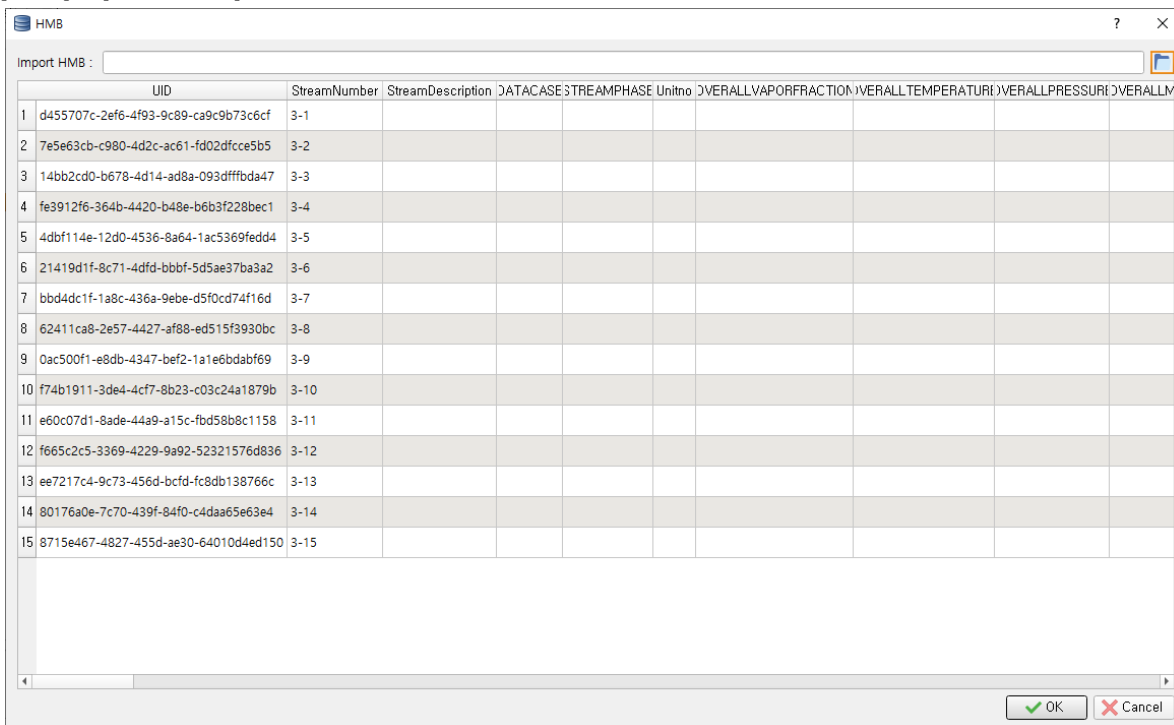 HMB ?
Import HMB :
UID StreamNumber StreamDescription DATACASE STREAMPHASE Unitno OVERALLVAPORFRACTION OVERALLTEMPERATURE OVERALLPRESSURE OVERALLM
1 d455707c-2ef6-4f93-9c89-ca9c9b73c6cf 3-1
2 7e5e63cb-c980-4d2c-ac61-fd02dfcce5b5 3-2
3 14bb2cd0-b678-4d14-ad8a-093dfffbda47 3-3
4 fe3912f6-364b-4420-b48e-b6b3f228bec1 3-4
5 4dbf114e-12d0-4536-8a64-1ac5369fedd4 3-5
6 21419d1f-8c71-4dfd-bbbf-5d5ae37ba3a2 3-6
7 bbd4dc1f-1a8c-436a-9ebe-d5f0cd74f16d 3-7
8 62411ca8-2e57-4427-af88-ed515f3930bc 3-8
9 0ac500f1-e8db-4347-bef2-1a1e6bdabf69 3-9
10 f74b1911-3de4-4cf7-8b23-c03c24a1879b 3-10
11 e60c07d1-8ade-44a9-a15c-fbd58b8c1158 3-11
12 f665c2c5-3369-4229-9a92-52321576d836 3-12
13 ee7217c4-9c73-456d-bcfd-fc8db138766c 3-13
14 80176a0e-7c70-439f-84f0-c4daa65e63e4 3-14
15 8715e467-4827-455d-ae30-64010d4ed150 3-15
OK Cancel